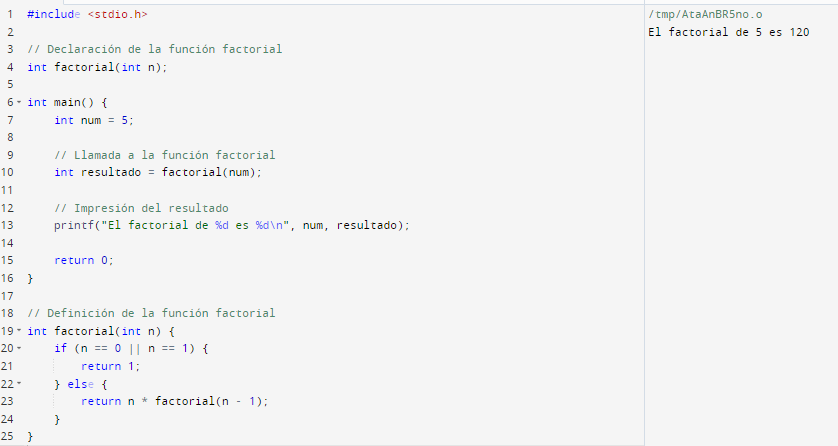 1 #include <stdio.h>
2
3 // Declaración de la función factorial
4 int factorial(int n);
5
6 int main() {
7     int num = 5;
8
9     // Llamada a la función factorial
10     int resultado = factorial(num);
11
12     // Impresión del resultado
13     printf("El factorial de %d es %d\n", num, resultado);
14
15     return 0;
16 }
17
18 // Definición de la función factorial
19 int factorial(int n) {
20     if (n == 0 || n == 1) {
21         return 1;
22     } else {
23         return n * factorial(n - 1);
24     }
25 }
/tmp/AtaAnBR5no.o
El factorial de 5 es 120